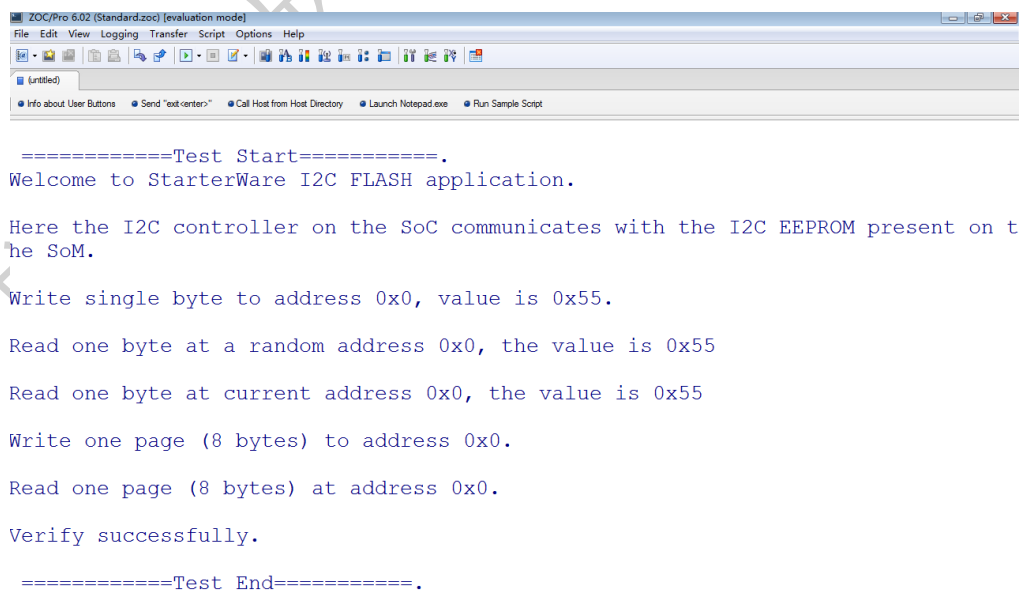 ZOC/Pro 6.02 (Standard.zoc) [evaluation mode]
File Edit View Logging Transfer Script Options Help
(untitled)
Info about User Buttons Send "exit<enter>" Call Host from Host Directory Launch Notepad.exe Run Sample Script
============Test Start===========.
Welcome to StarterWare I2C FLASH application.
Here the I2C controller on the SoC communicates with the I2C EEPROM present on t
he SoM.
Write single byte to address 0x0, value is 0x55.
Read one byte at a random address 0x0, the value is 0x55
Read one byte at current address 0x0, the value is 0x55
Write one page (8 bytes) to address 0x0.
Read one page (8 bytes) at address 0x0.
Verify successfully.
============Test End===========.